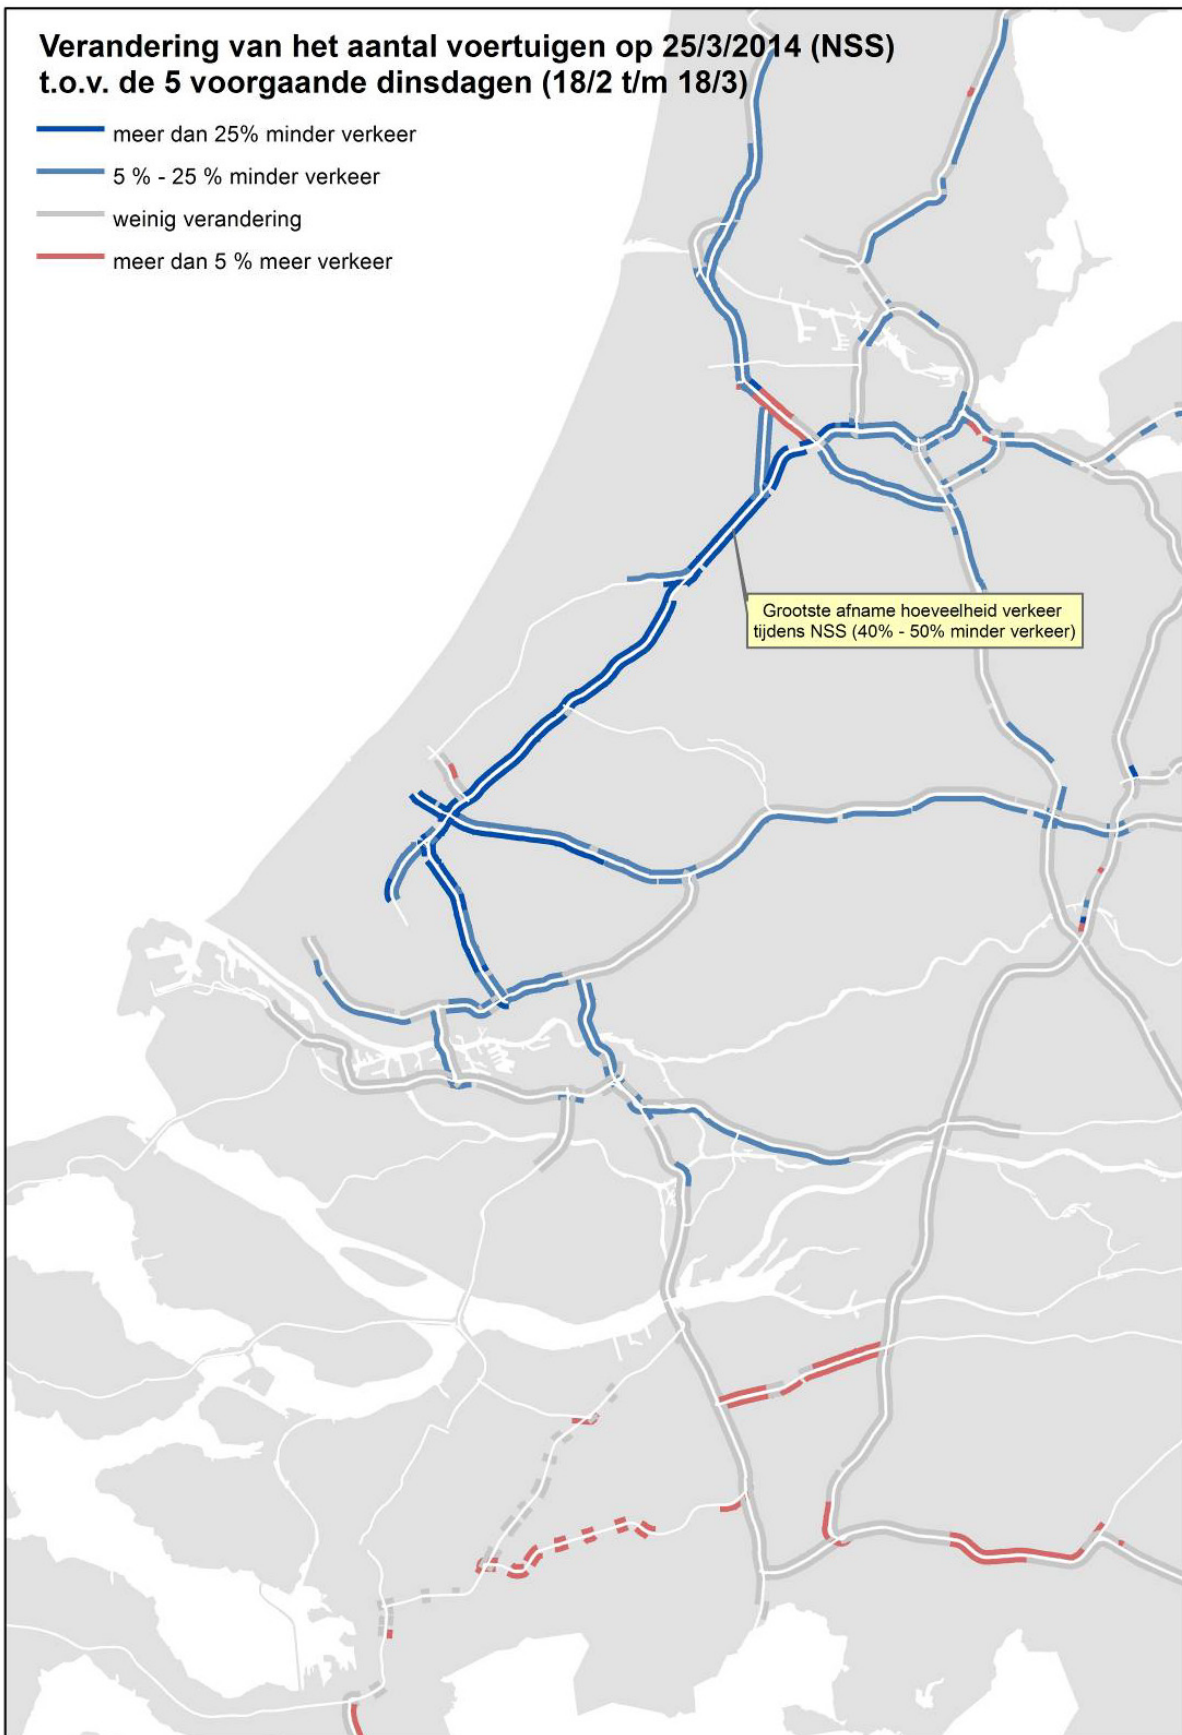 Verandering van het aantal voertuigen op 25/3/2014 (NSS)
t.o.v. de 5 voorgaande dinsdagen (18/2 t/m 18/3)
meer dan 25% minder verkeer
5 % - 25 % minder verkeer
weinig verandering
meer dan 5 % meer verkeer
Grootste afname hoeveelheid verkeer
tijdens NSS (40% - 50% minder verkeer)